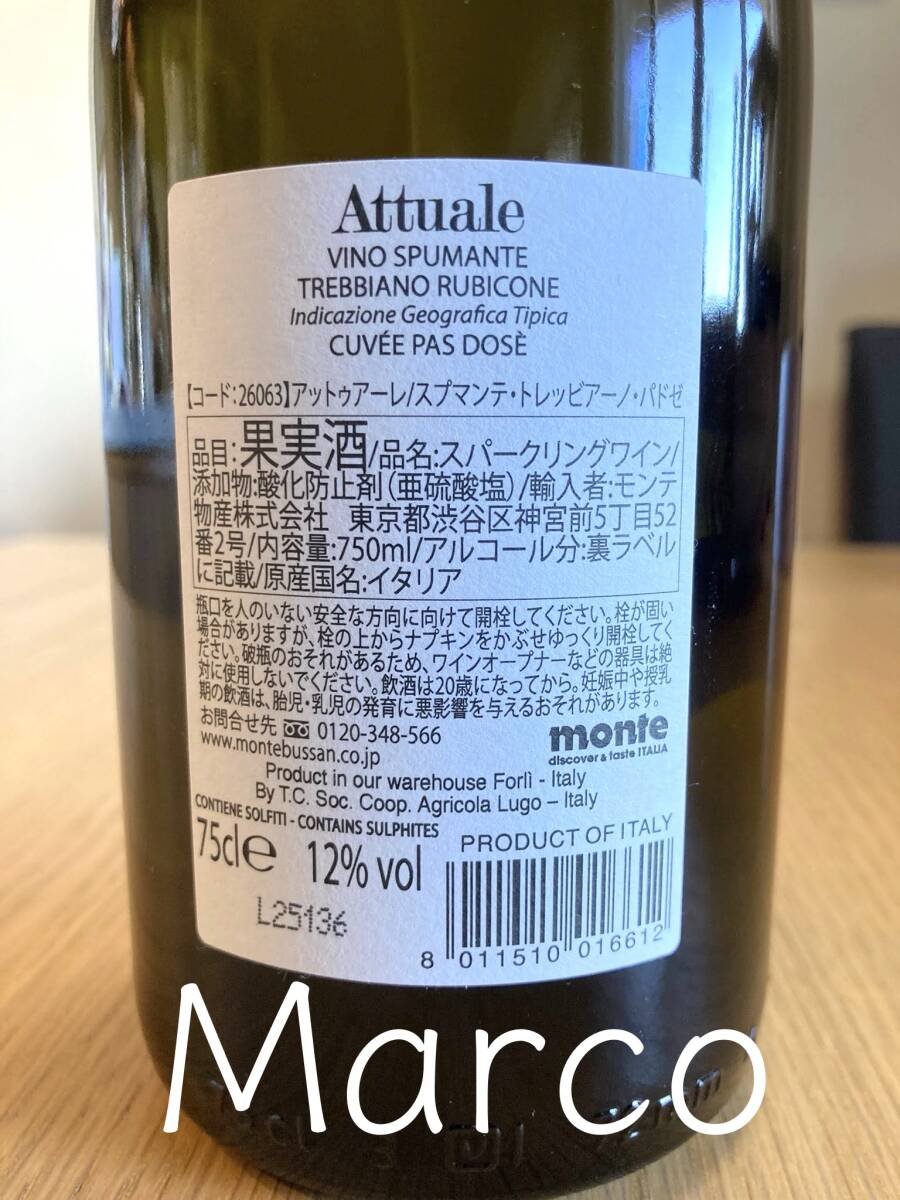 Attuale
VINO SPUMANTE
TREBBIANO RUBICONE
Indicazione Geografica Tipica
CUVÉE PAS DOSÈ
【コード:26063】アットゥアーレ/スプマンテ・トレッビアーノ・パドゼ
品目:果実酒/品名:スパークリングワイン/
添加物:酸化防止剤(亜硫酸塩)/輸入者:モンテ
物産株式会社 東京都渋谷区神宮前5丁目52
番2号/内容量:750ml/アルコール分:裏ラベル
に記載/原産国名:イタリア
瓶口を人のいない安全な方向に向けて開栓してください。栓が固い
場合がありますが、栓の上からナプキンをかぶせゆっくり開栓してく
ださい。破瓶のおそれがあるため、ワインオープナーなどの器具は絶
対に使用しないでください。飲酒は20歳になってから。妊娠中や授乳
期の飲酒は、胎児・乳児の発育に悪影響を与えるおそれがあります。
お問合せ先 0120-348-566
www.montebussan.co.jp
monte
discover & taste ITALIA
Product in our warehouse Forlì - Italy
By T.C. Soc. Coop. Agricola Lugo – Italy
CONTIENE SOLFITI - CONTAINS SULPHITES
75cl e 12% vol
PRODUCT OF ITALY
L25136
8 011510 016612
Marco